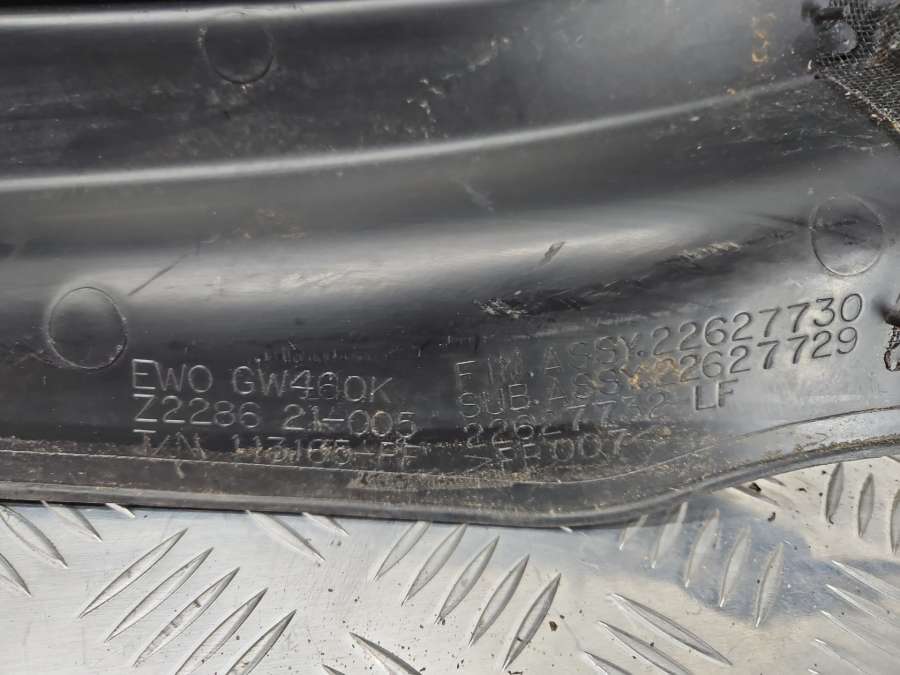 EWO GW460K
Z2286 21-005
FIN.ASSY.22627730
SUB.ASSY.22627729
22627732 LF